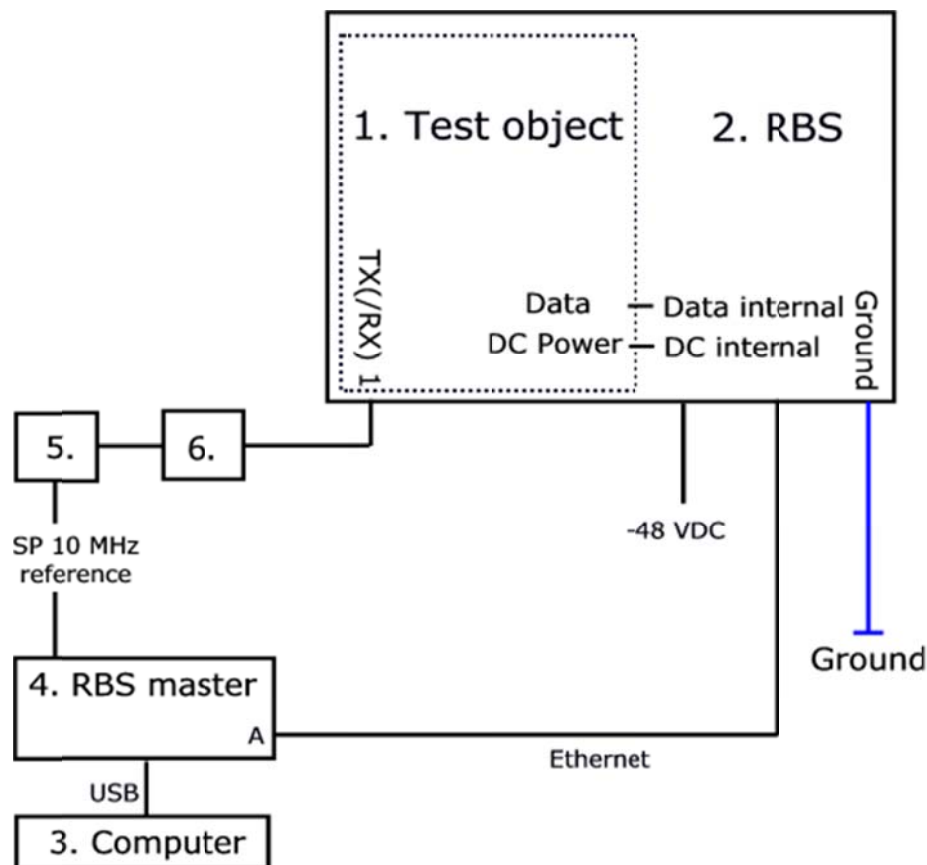 1. Test object
2. RBS
TX(/RX) 1
Data
Data internal
DC Power
DC internal
Ground
5.
6.
SP 10 MHz
reference
-48 VDC
Ground
4. RBS master
A
Ethernet
USB
3. Computer